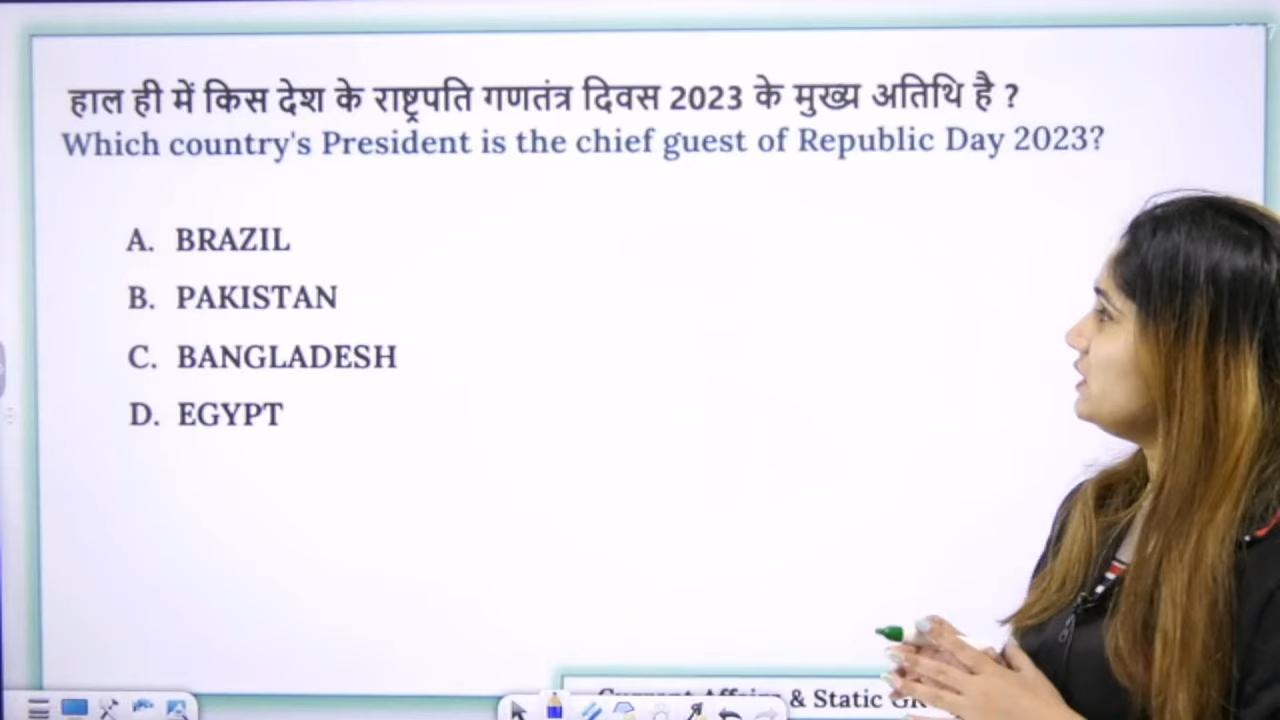 हाल ही में किस देश के राष्ट्रपति गणतंत्र दिवस 2023 के मुख्य अतिथि है ?
Which country's President is the chief guest of Republic Day 2023?
A. BRAZIL
B. PAKISTAN
C. BANGLADESH
D. EGYPT
Current Affairs & Static